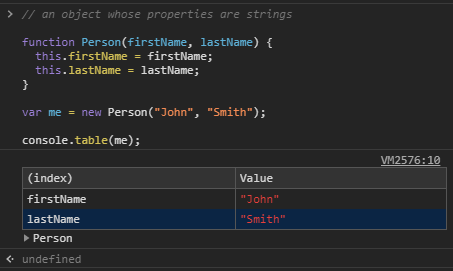 // an object whose properties are strings
function Person(firstName, lastName) {
this.firstName = firstName;
this.lastName = lastName;
}
var me = new Person("John", "Smith");
console.table(me);
VM2576:10
(index) Value
firstName "John"
lastName "Smith"
Person
undefined